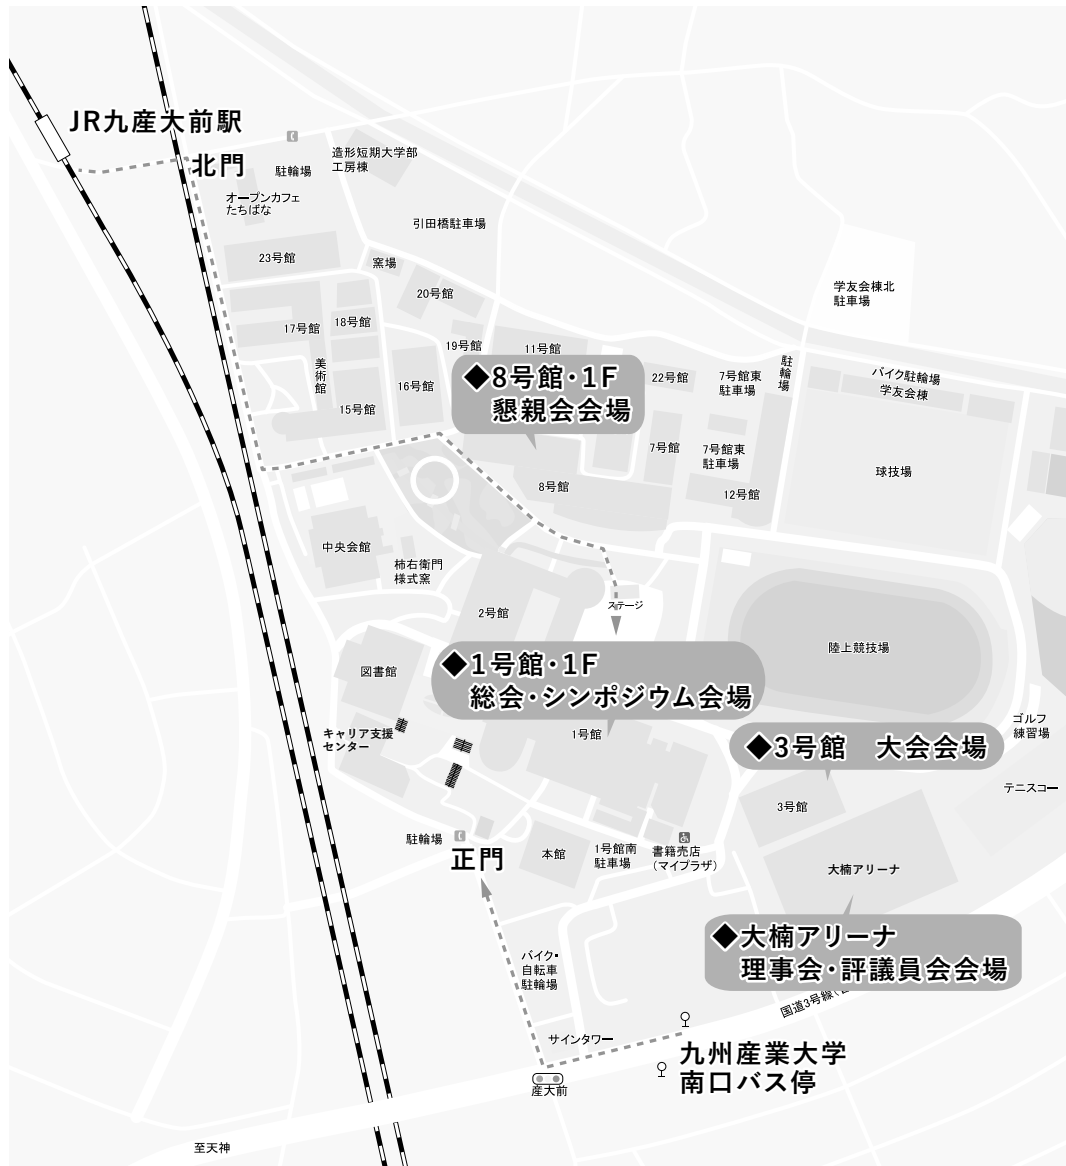 JR九産大前駅
北門
駐輪場
造形短期大学部
工房棟
オープンカフェ
たちばな
引田橋駐車場
23号館
窯場
20号館
学友会棟北
駐車場
17号館
18号館
19号館
11号館
美術館
16号館
15号館
◆8号館・1F
懇親会会場
22号館
7号館東
駐車場
駐輪場
バイク駐輪場
学友会棟
7号館
7号館東
駐車場
球技場
8号館
12号館
中央会館
柿右衛門
様式窯
2号館
ステージ
図書館
◆1号館・1F
総会・シンポジウム会場
陸上競技場
キャリア支援
センター
1号館
◆3号館 大会会場
ゴルフ
練習場
テニスコー
3号館
駐輪場
正門
本館
1号館南
駐車場
書籍売店
(マイプラザ)
大楠アリーナ
◆大楠アリーナ
理事会・評議員会会場
バイク・
自転車
駐輪場
国道3号線
サインタワー
九州産業大学
南口バス停
産大前
至天神